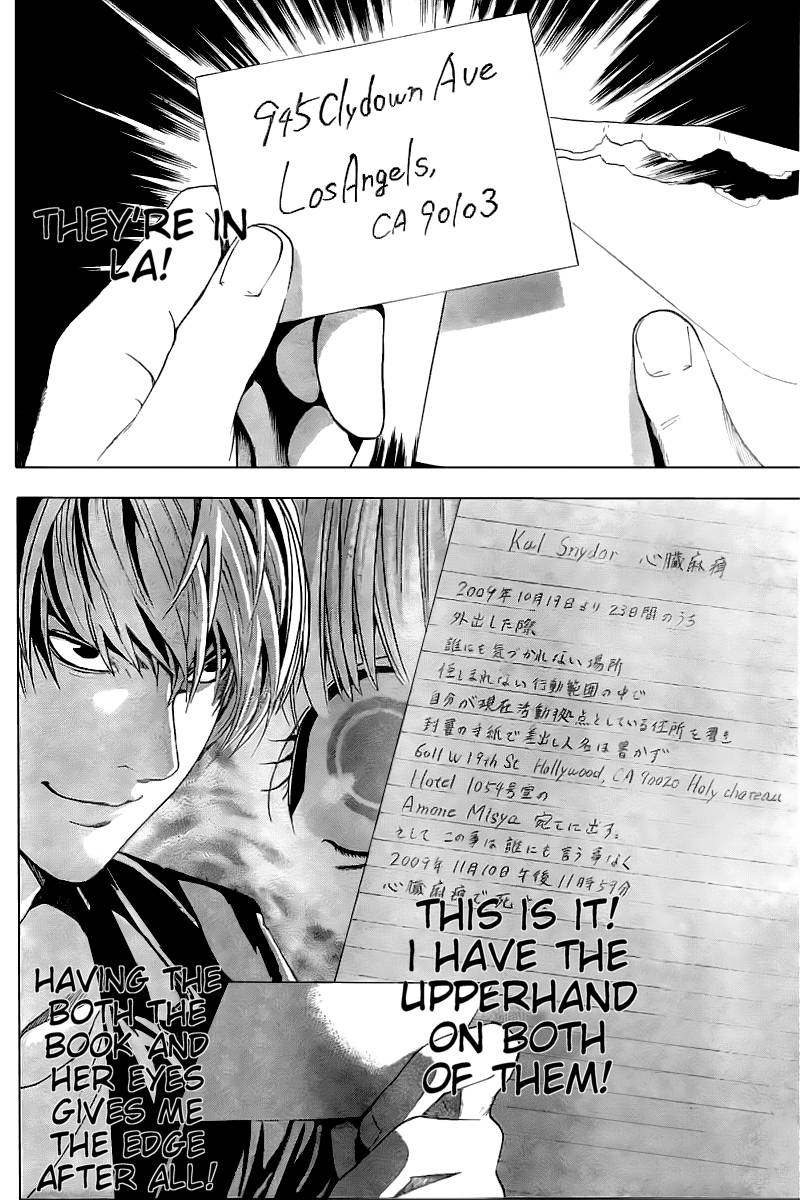 945 Clydown Ave
Los Angels,
CA 90103
THEY'RE IN
LA!
Kal Snydar 心臓麻痺
2009年10月19日より 23日間のうち
外出した際
誰にも気づかれない場所
怪しまれない行動範囲の中で
自分が現在活動拠点としている住所を書き
封書の手紙で差出し人名は書かず
6011 W 19th St Hollywood, CA 90020 Holy chateau
Hotel 1054号室の
Amane Misya 宛てに出す。
そして この事は誰にも言う事なく
2009年11月10日午後11時59分
心臓麻痺で死
THIS IS IT!
I HAVE THE
UPPERHAND
ON BOTH
OF THEM!
HAVING THE
BOTH THE
BOOK AND
HER EYES
GIVES ME
THE EDGE
AFTER ALL!